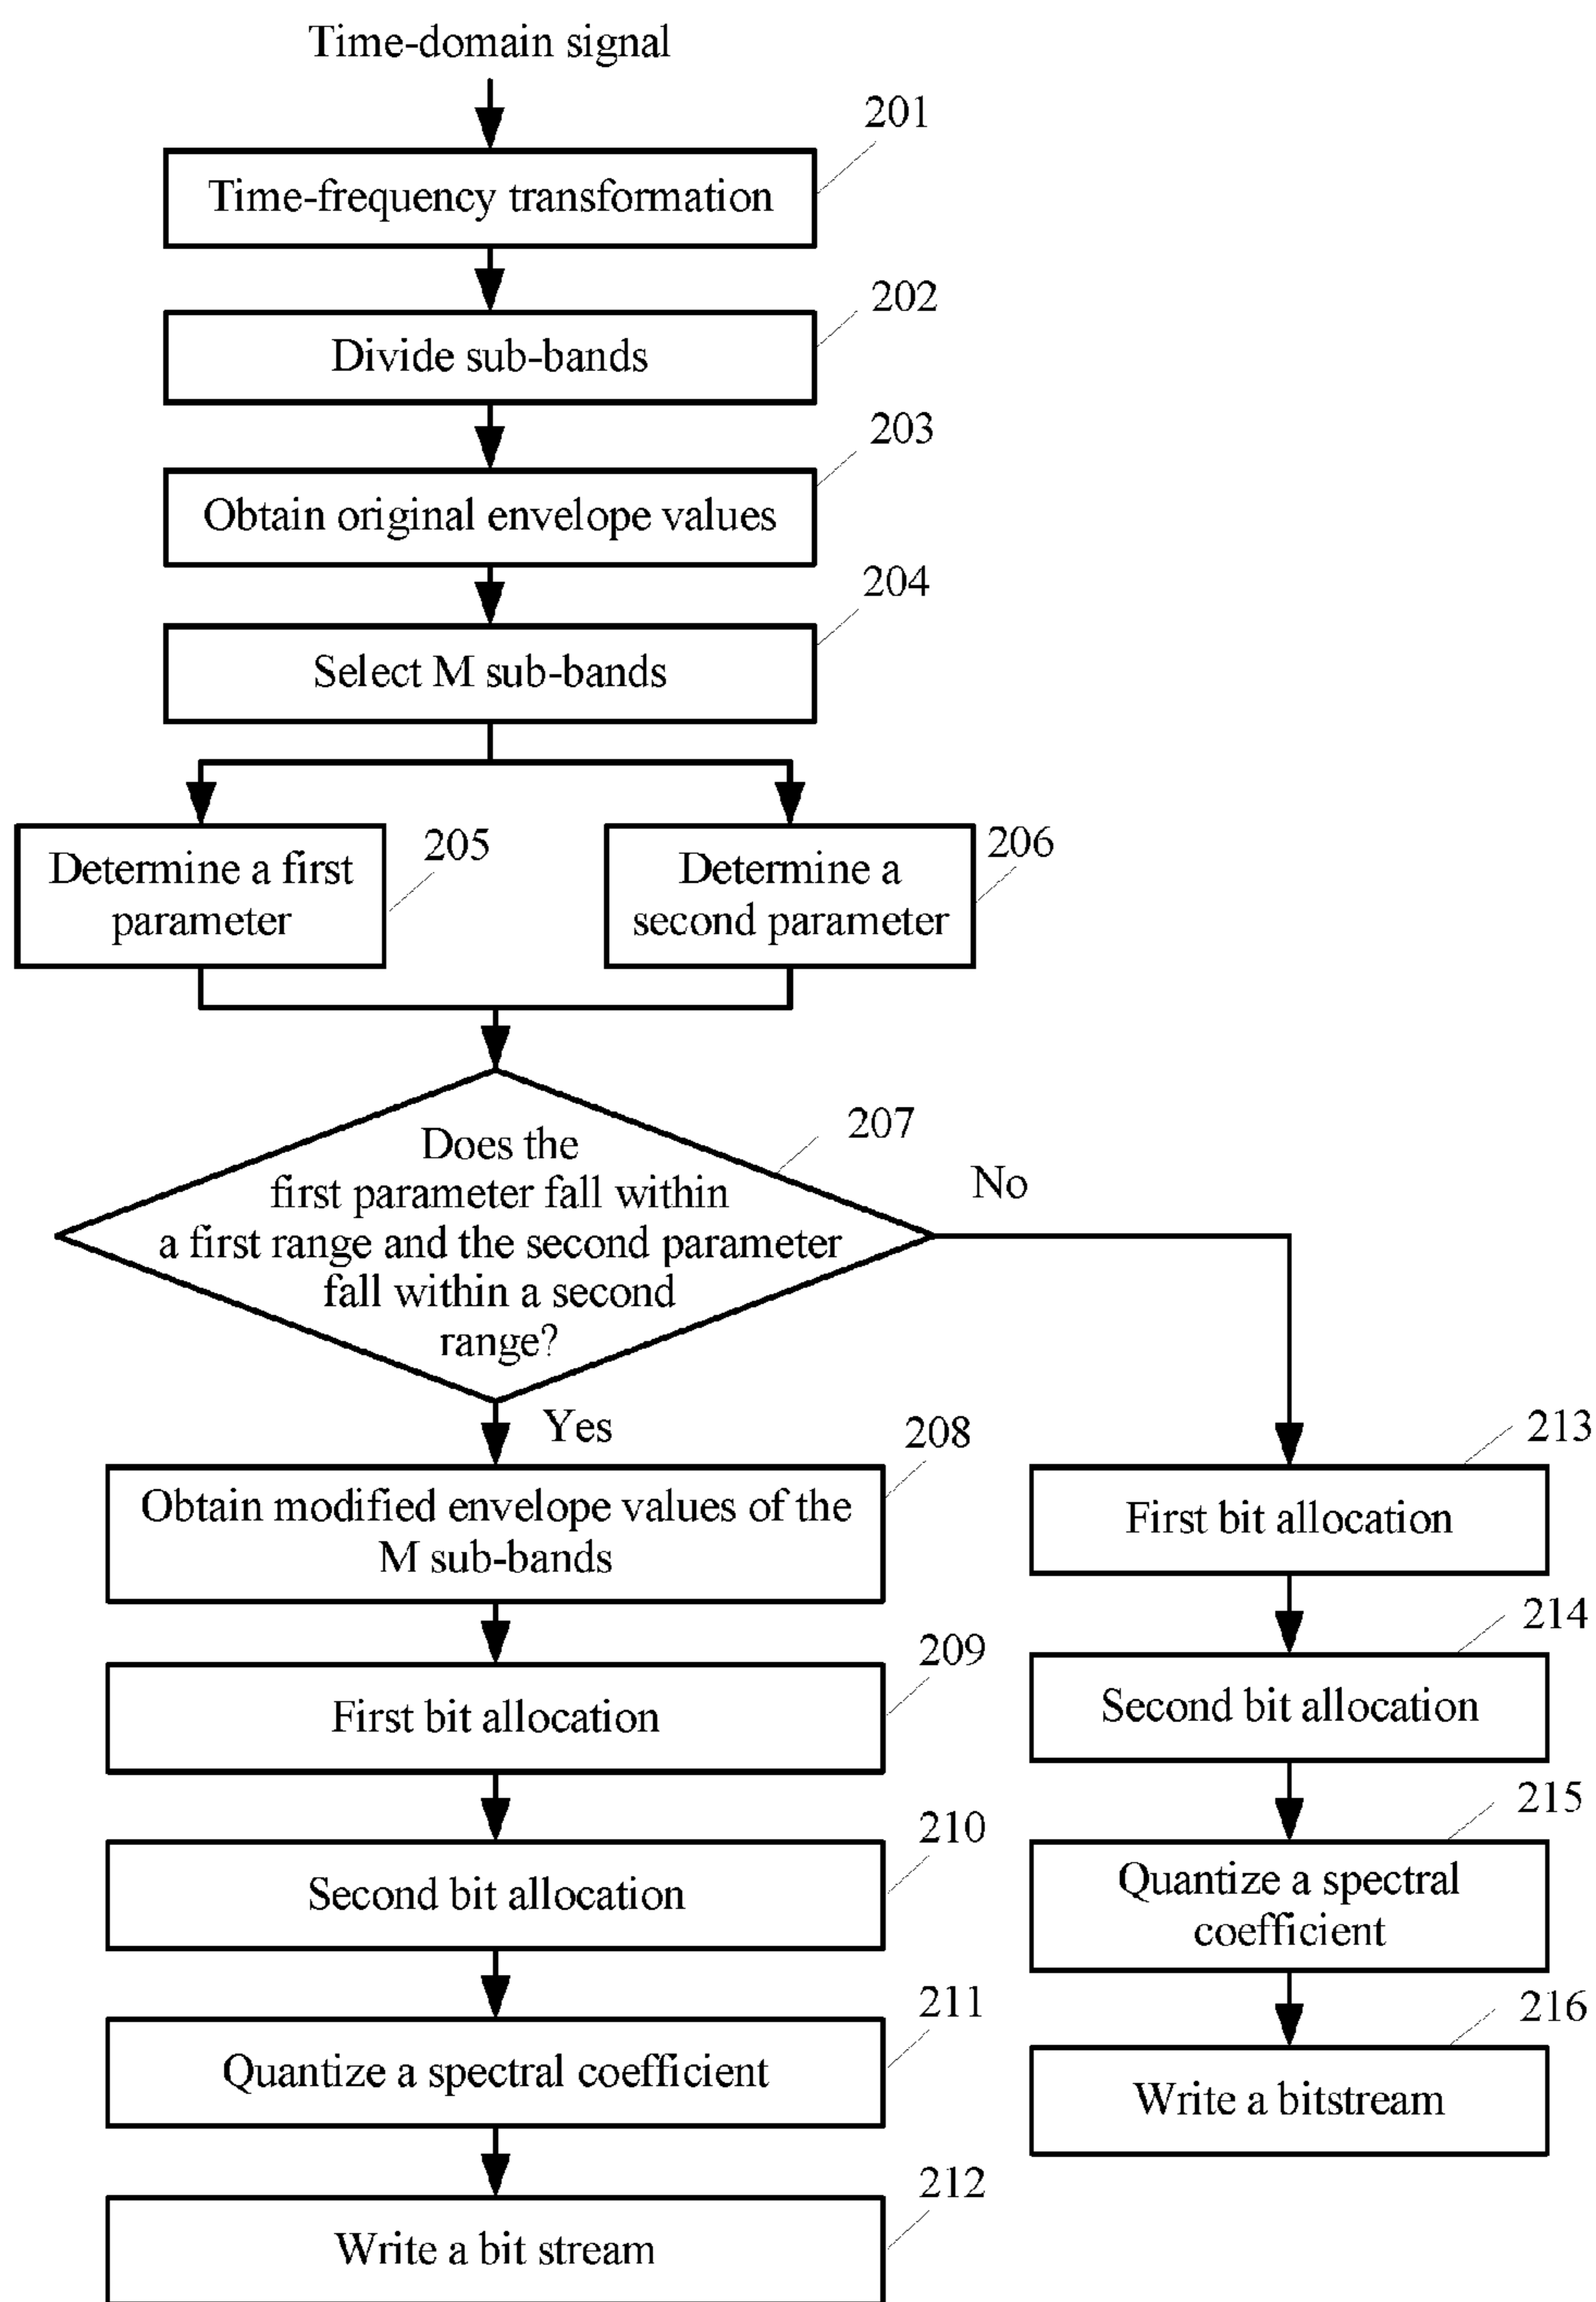 Time-domain signal
201
Time-frequency transformation
202
Divide sub-bands
203
Obtain original envelope values
204
Select M sub-bands
205
Determine a first
parameter
206
Determine a
second parameter
207
Does the
first parameter fall within
a first range and the second parameter
fall within a second
range?
No
Yes
208
Obtain modified envelope values of the
M sub-bands
209
First bit allocation
210
Second bit allocation
211
Quantize a spectral coefficient
212
Write a bit stream
213
First bit allocation
214
Second bit allocation
215
Quantize a spectral
coefficient
216
Write a bitstream